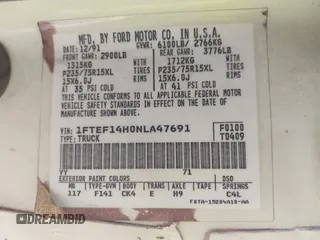 MFD. BY FORD MOTOR CO. IN U.S.A.
DATE: 12/91 GVWR: 6100LB/ 2766KG
FRONT GAWR: 2900LB REAR GAWR: 3776LB
1315KG 1712KG
P235/75R15XL P235/75R15XL
15X6.0J RIMS 15X6.0J RIMS
AT 35 PSI COLD AT 41 PSI COLD
THIS VEHICLE CONFORMS TO ALL APPLICABLE FEDERAL MOTOR VEHICLE SAFETY STANDARDS IN EFFECT ON THE DATE OF MANUFACTURE SHOWN ABOVE.
VIN: 1FTEF14H0NLA47691 F0100
TYPE: TRUCK T0409
YY 71
EXTERIOR PAINT COLORS DSO
WB TYPE-GVW BODY TRANS AXLE TAPE SPRINGS
117 F141 CK4 E H9 C4L
DREAMBID